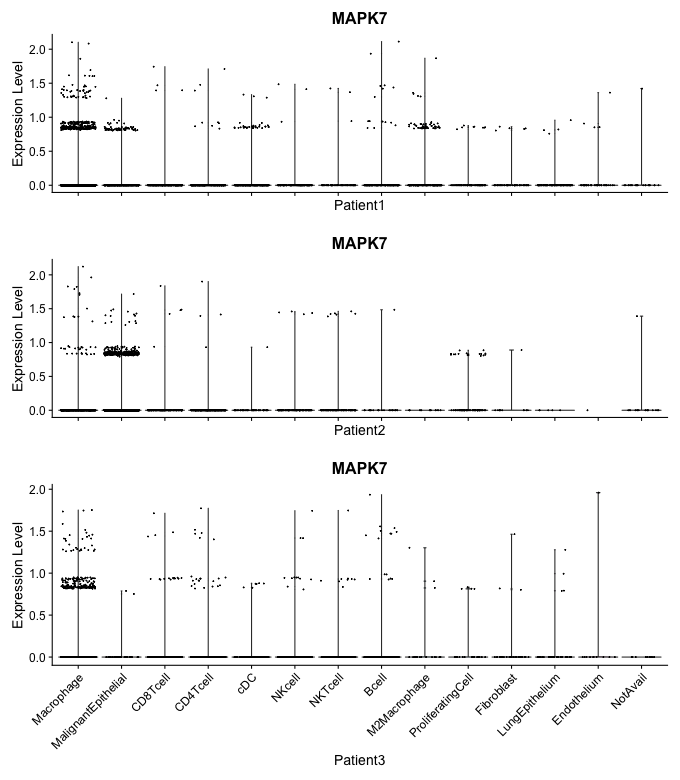 MAPK7
Expression Level
2.0
1.5
1.0
0.5
0.0
Patient1
MAPK7
Expression Level
2.0
1.5
1.0
0.5
0.0
Patient2
MAPK7
Expression Level
2.0
1.5
1.0
0.5
0.0
Macrophage
MalignantEpithelial
CD8Tcell
CD4Tcell
cDC
NKcell
NKTcell
Bcell
M2Macrophage
ProliferatingCell
Fibroblast
LungEpithelium
Endothelium
NotAvail
Patient3